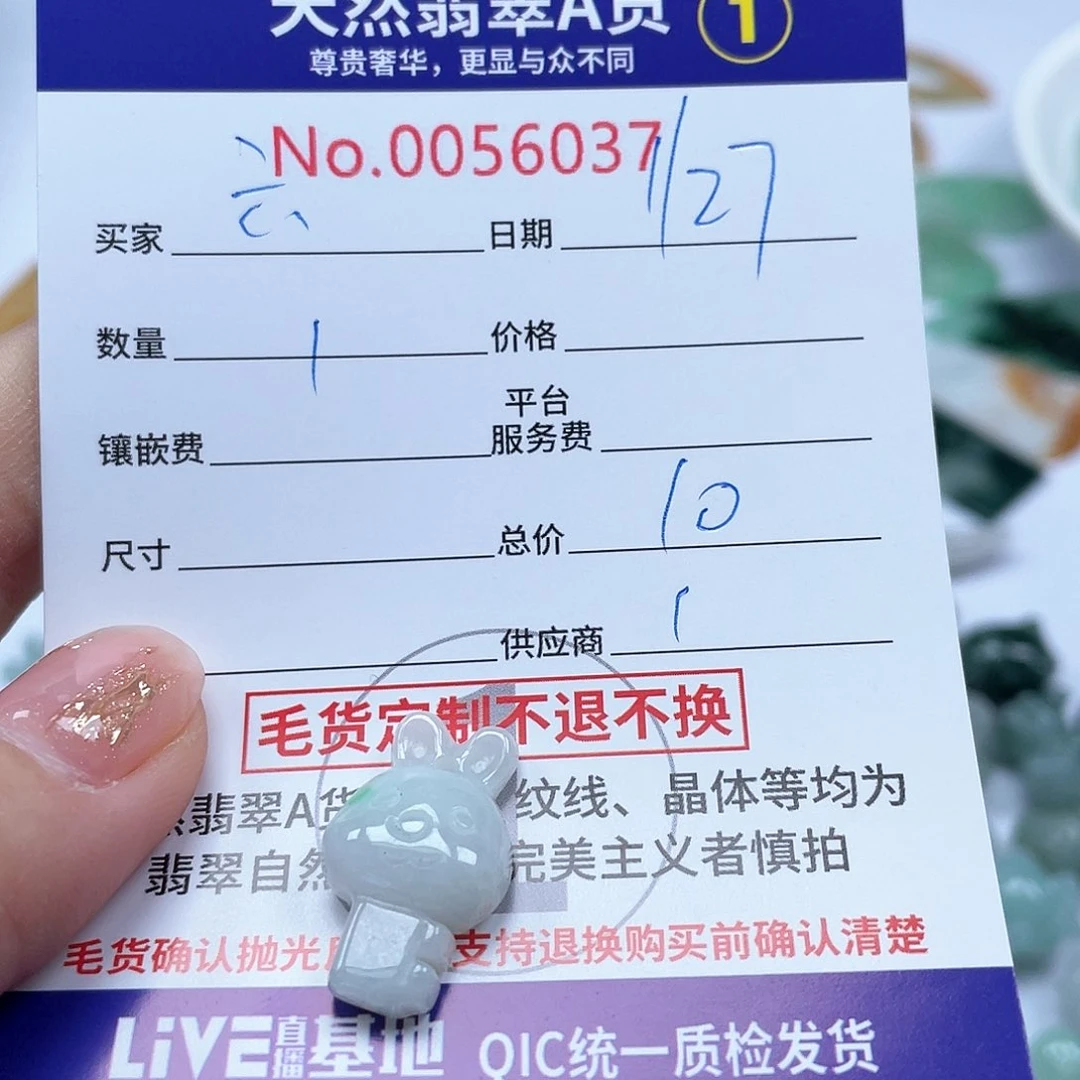 天然翡翠A货 1
尊贵奢华，更显与众不同
No.0056037
买家 日期 1/27
数量 1 价格
平台
镶嵌费 服务费
尺寸 总价 10
供应商 1
毛货定制不退不换
然翡翠A货 纹线、晶体等均为
翡翠自然 完美主义者慎拍
毛货确认抛光 支持退换购买前确认清楚
LiVE直播基地 QIC统一质检发货